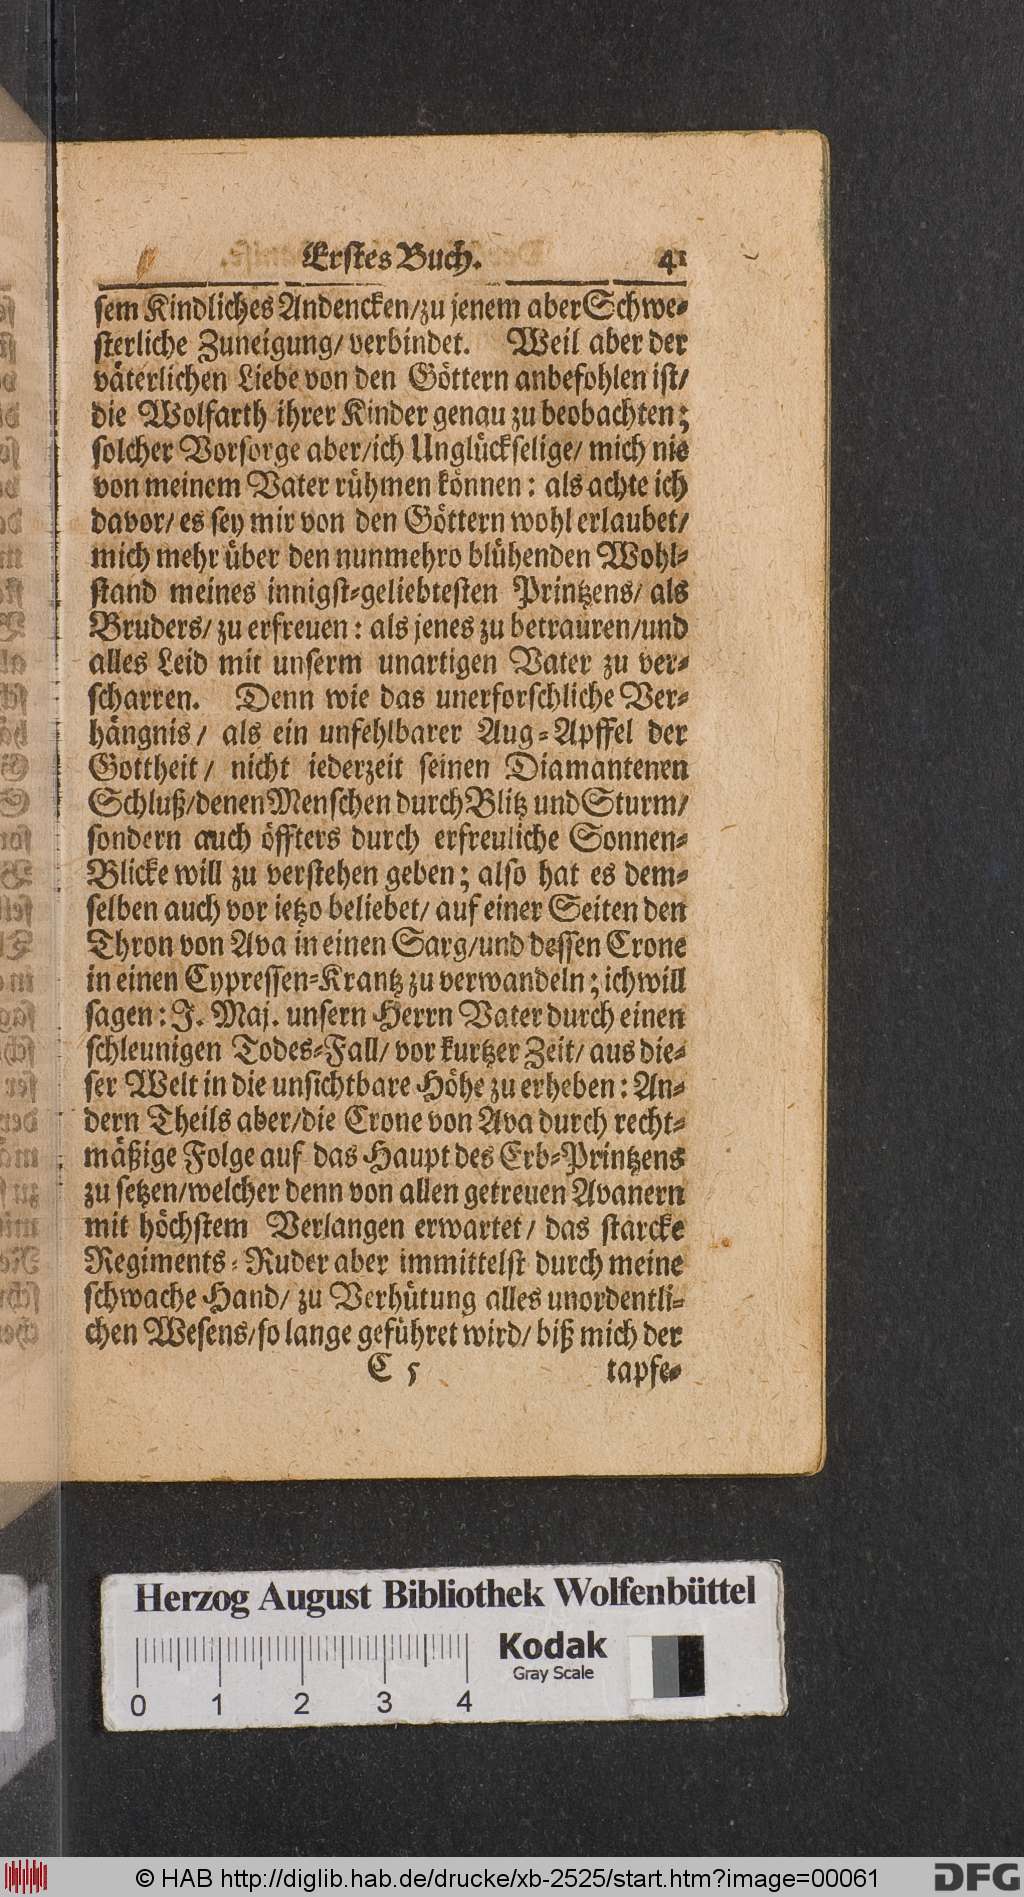 Erstes Buch. 41
sem Kindliches Andencken/zu jenem aber Schwe-
sterliche Zuneigung/ verbindet. Weil aber der
väterlichen Liebe von den Göttern anbefohlen ist/
die Wolfarth ihrer Kinder genau zu beobachten;
solcher Vorsorge aber/ich Unglückselige/ mich nie
von meinem Vater rühmen können: als achte ich
davor/ es sey mir von den Göttern wohl erlaubet/
mich mehr über den nunmehro blühenden Wohl-
stand meines innigst-geliebtesten Printzens/ als
Bruders/ zu erfreuen: als jenes zu betrauren/und
alles Leid mit unserm unartigen Vater zu ver-
scharren. Denn wie das unerforschliche Ver-
hängnis/ als ein unfehlbarer Aug-Apffel der
Gottheit/ nicht iederzeit seinen Diamantenen
Schluß/denen Menschen durch Blitz und Sturm/
sondern auch öffters durch erfreuliche Sonnen-
Blicke will zu verstehen geben; also hat es dem-
selben auch vor ietzo beliebet/ auf einer Seiten den
Thron von Ava in einen Sarg/und dessen Crone
in einen Cypressen-Krantz zu verwandeln; ich will
sagen: J. Maj. unsern Herrn Vater durch einen
schleunigen Todes-Fall/ vor kurtzer Zeit/ aus die-
ser Welt in die unsichtbare Höhe zu erheben: An-
dern Theils aber/die Crone von Ava durch recht-
mäßige Folge auf das Haupt des Erb-Printzens
zu setzen/welcher denn von allen getreuen Avanern
mit höchstem Verlangen erwartet/ das starcke
Regiments-Ruder aber immittelst durch meine
schwache Hand/ zu Verhütung alles unordentli-
chen Wesens/so lange geführet wird/ biß mich der
C 5 tapfe-
Herzog August Bibliothek Wolfenbüttel
Kodak
Gray Scale
0 1 2 3 4
© HAB http://diglib.hab.de/drucke/xb-2525/start.htm?image=00061
DFG